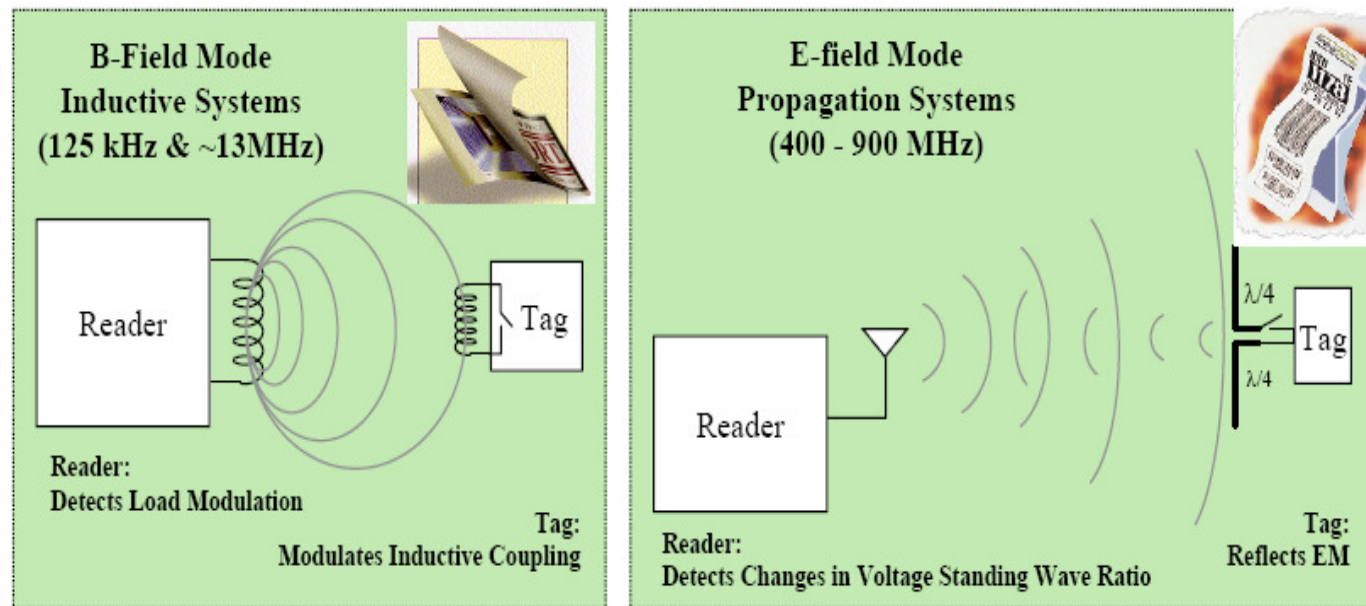 B-Field Mode
Inductive Systems
(125 kHz & ~13MHz)
Reader
Tag
Reader:
Detects Load Modulation
Tag:
Modulates Inductive Coupling
E-field Mode
Propagation Systems
(400 - 900 MHz)
λ/4
Tag
λ/4
Reader
Reader:
Detects Changes in Voltage Standing Wave Ratio
Tag:
Reflects EM